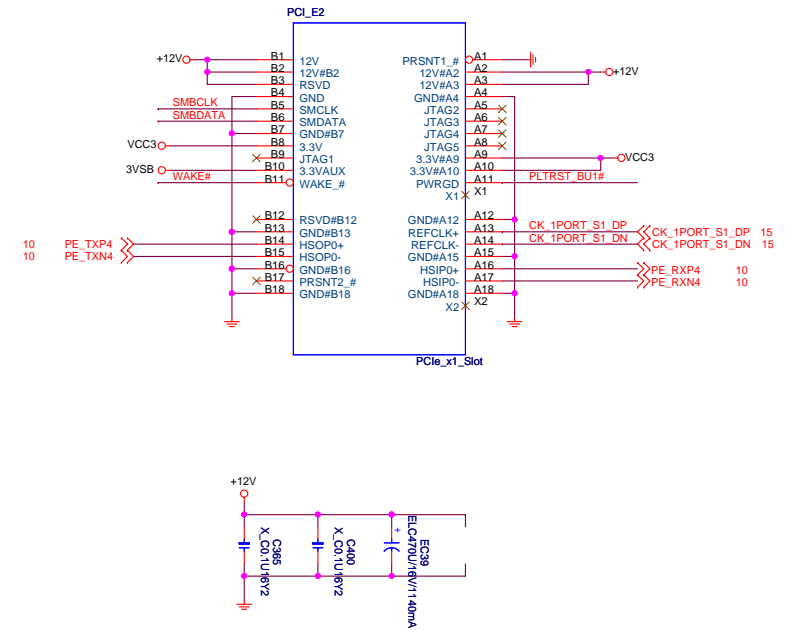 PCI_E2
+12V B1 12V PRSNT1_# A1
B2 12V#B2 12V#A2 A2 +12V
B3 RSVD 12V#A3 A3
B4 GND GND#A4 A4
SMBCLK B5 SMCLK JTAG2 A5
SMBDATA B6 SMDATA JTAG3 A6
B7 GND#B7 JTAG4 A7
VCC3 B8 3.3V JTAG5 A8
B9 JTAG1 3.3V#A9 A9 VCC3
3VSB B10 3.3VAUX 3.3V#A10 A10
WAKE# B11 WAKE_# PWRGD A11 PLTRST_BU1#
X1 X1
B12 RSVD#B12 GND#A12 A12
B13 GND#B13 REFCLK+ A13 CK_1PORT_S1_DP CK_1PORT_S1_DP 15
10 PE_TXP4 B14 HSOP0+ REFCLK- A14 CK_1PORT_S1_DN CK_1PORT_S1_DN 15
10 PE_TXN4 B15 HSOP0- GND#A15 A15
B16 GND#B16 HSIP0+ A16 PE_RXP4 10
B17 PRSNT2_# HSIP0- A17 PE_RXN4 10
B18 GND#B18 GND#A18 A18
X2 X2
PCIe_x1_Slot
+12V
C365
X_C0.1U16Y2
C400
X_C0.1U16Y2
+
EC39
ELC470U/16V/1140mA